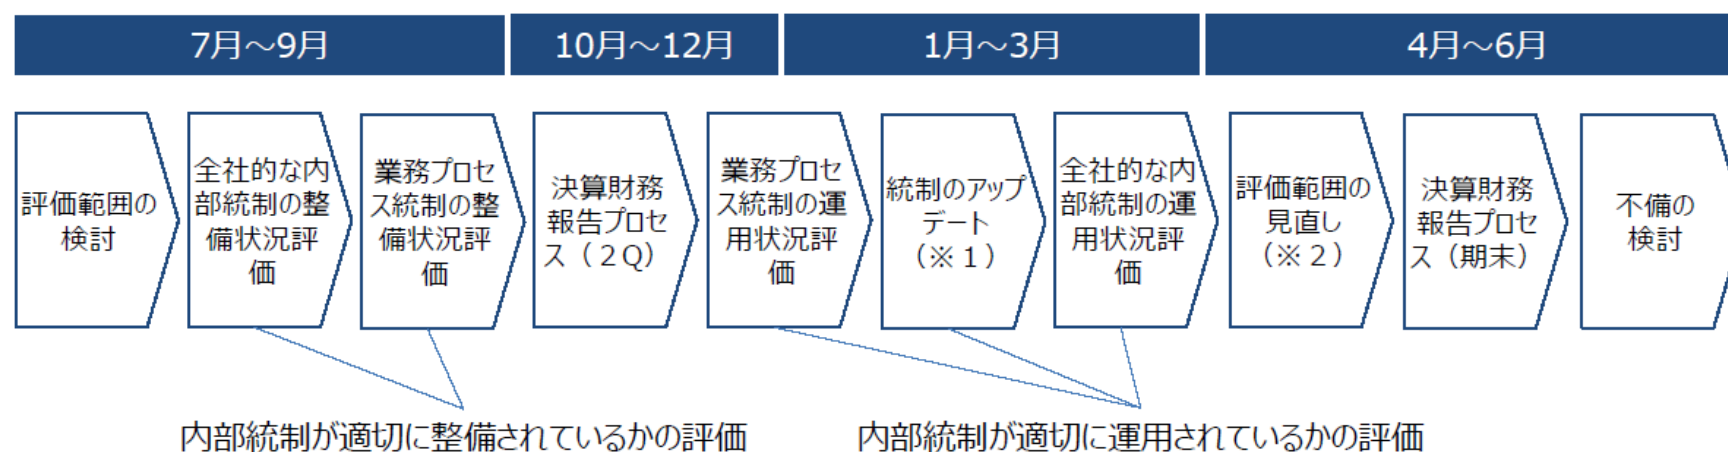 7月～9月
10月～12月
1月～3月
4月～6月
評価範囲の
検討
全社的な内
部統制の整
備状況評
価
業務プロセ
ス統制の整
備状況評
価
決算財務
報告プロセ
ス（２Q）
業務プロセ
ス統制の運
用状況評
価
統制のアップ
デート
（※１）
全社的な内
部統制の運
用状況評
価
評価範囲の
見直し
（※２）
決算財務
報告プロセ
ス（期末）
不備の
検討
内部統制が適切に整備されているかの評価
内部統制が適切に運用されているかの評価